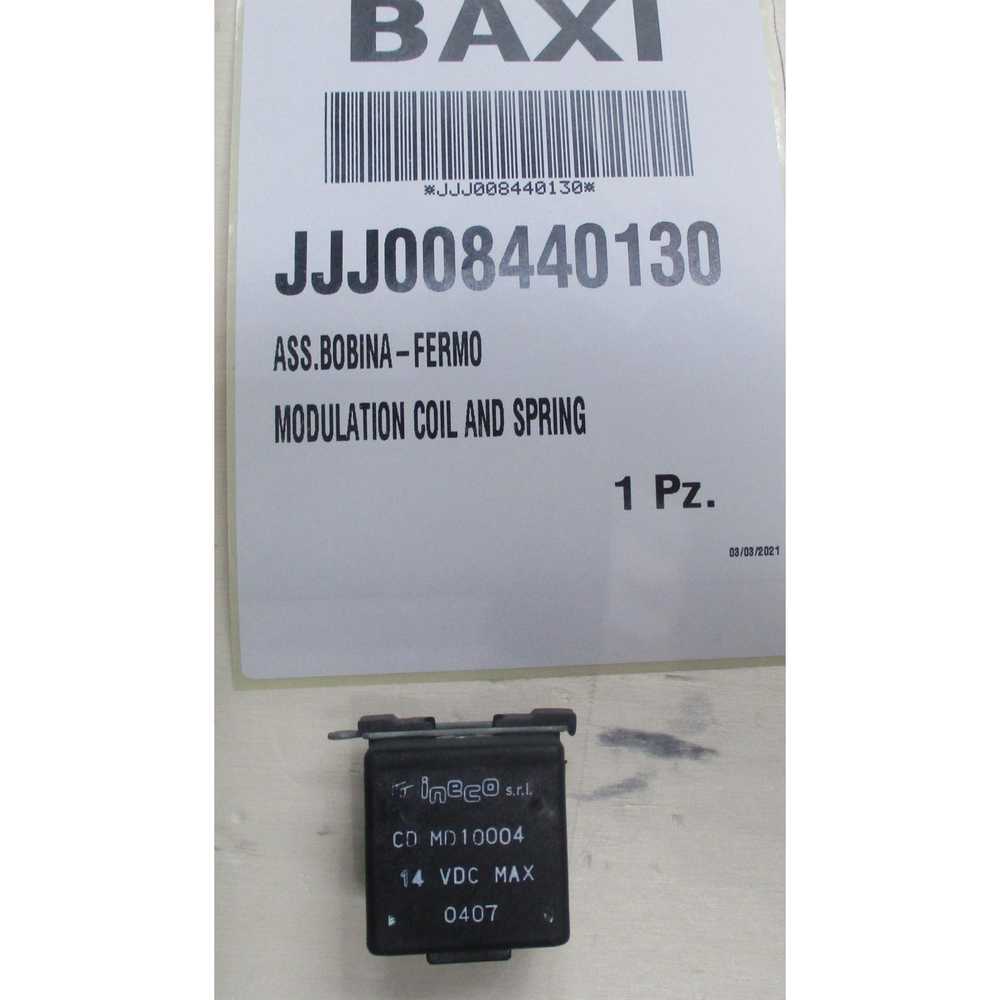 BAXI
*JJJ008440130*
JJJ008440130
ASS.BOBINA-FERMO
MODULATION COIL AND SPRING
1 Pz.
03/03/2021
ineco s.r.l.
CD MD10004
14 VDC MAX
0407